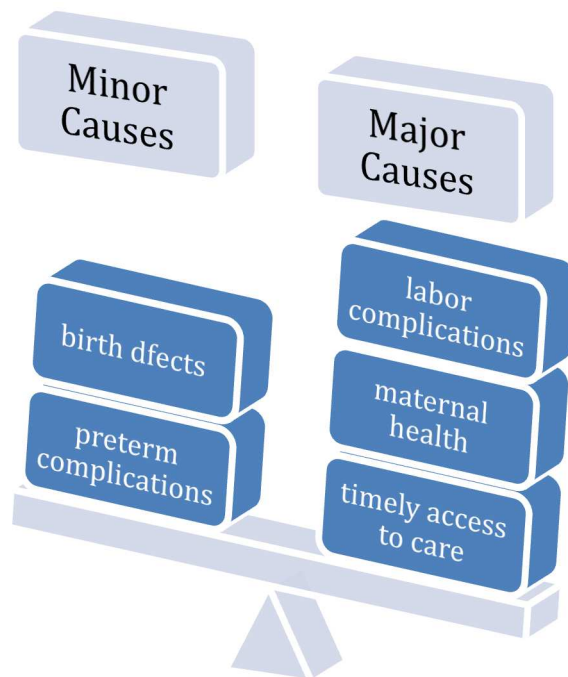 Minor
Causes
Major
Causes
birth dfects
preterm
complications
labor
complications
maternal
health
timely access
to care